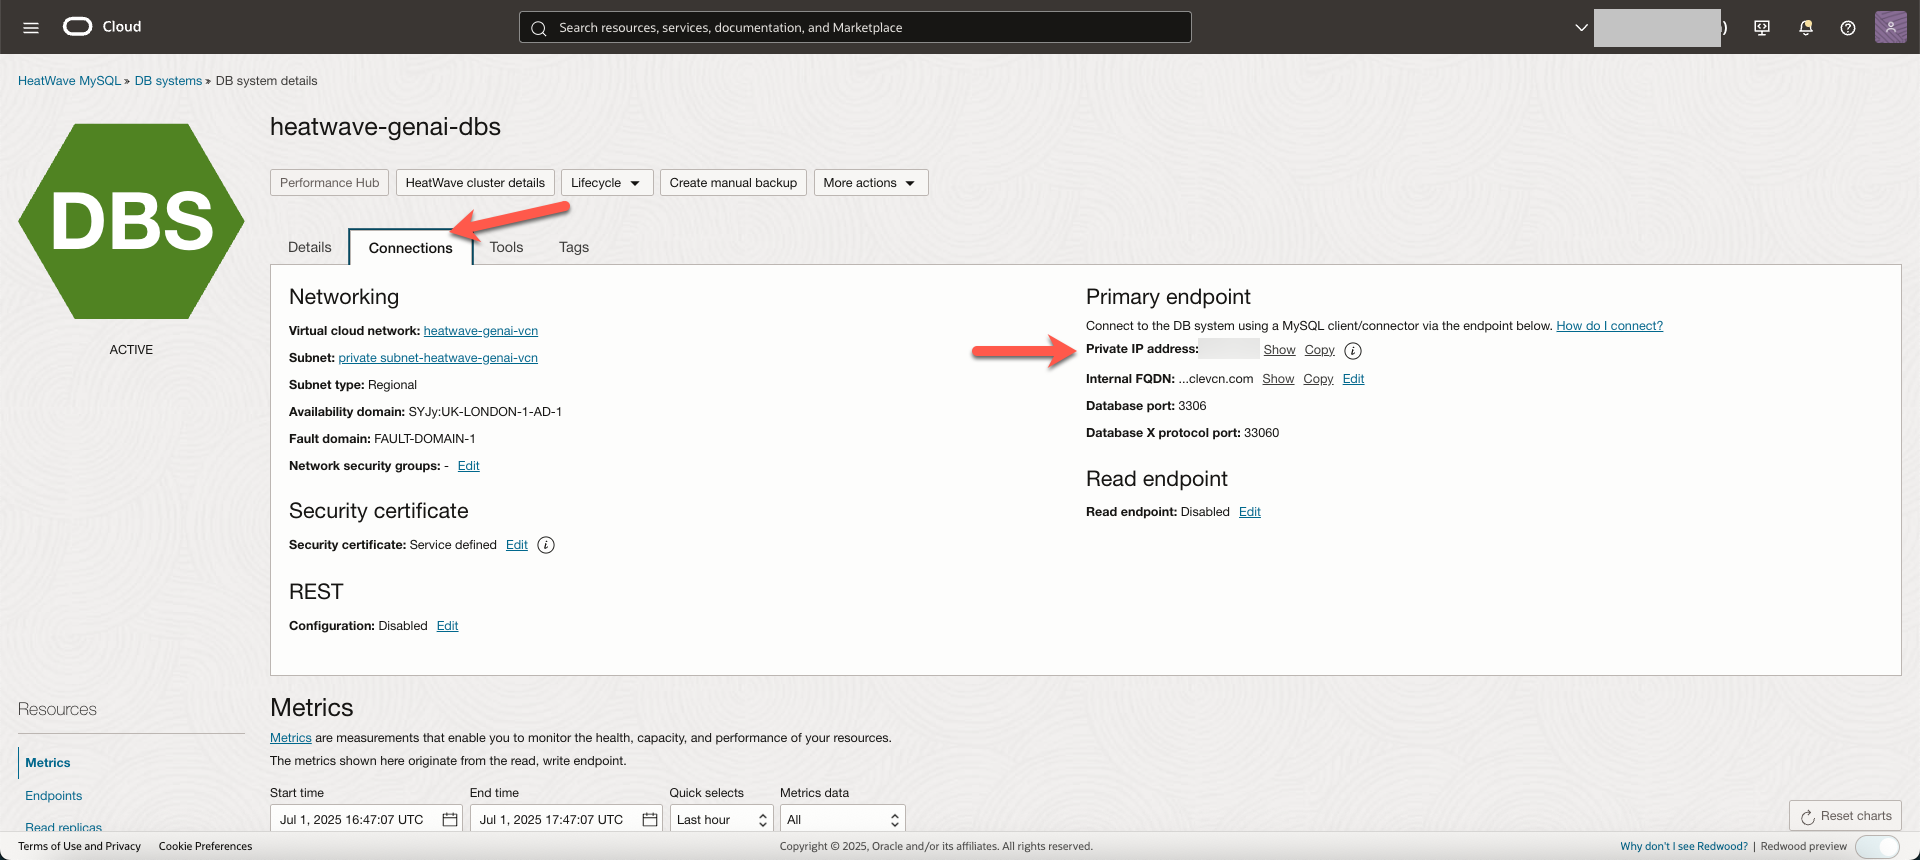 Cloud
Search resources, services, documentation, and Marketplace
HeatWave MySQL » DB systems » DB system details
DBS
ACTIVE
heatwave-genai-dbs
Performance Hub
HeatWave cluster details
Lifecycle
Create manual backup
More actions
Details
Connections
Tools
Tags
Networking
Virtual cloud network: heatwave-genai-vcn
Subnet: private subnet-heatwave-genai-vcn
Subnet type: Regional
Availability domain: SYJy:UK-LONDON-1-AD-1
Fault domain: FAULT-DOMAIN-1
Network security groups: - Edit
Security certificate
Security certificate: Service defined Edit
REST
Configuration: Disabled Edit
Primary endpoint
Connect to the DB system using a MySQL client/connector via the endpoint below. How do I connect?
Private IP address: Show Copy
Internal FQDN: ...clevcn.com Show Copy Edit
Database port: 3306
Database X protocol port: 33060
Read endpoint
Read endpoint: Disabled Edit
Resources
Metrics
Endpoints
Read replicas
Metrics
Metrics are measurements that enable you to monitor the health, capacity, and performance of your resources.
The metrics shown here originate from the read, write endpoint.
Start time
End time
Quick selects
Metrics data
Jul 1, 2025 16:47:07 UTC
Jul 1, 2025 17:47:07 UTC
Last hour
All
Reset charts
Terms of Use and Privacy
Cookie Preferences
Copyright © 2025, Oracle and/or its affiliates. All rights reserved.
Why don't I see Redwood? | Redwood preview